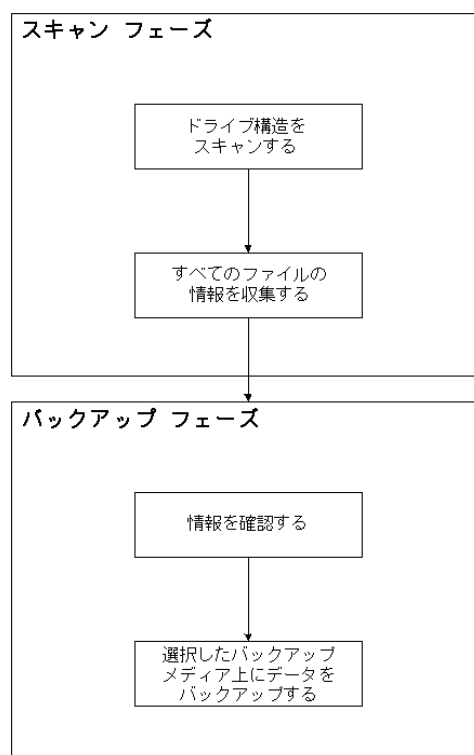 スキャン フェーズ
ドライブ構造を
スキャンする
すべてのファイルの
情報を収集する
バックアップ フェーズ
情報を確認する
選択したバックアップ
メディア上にデータを
バックアップする